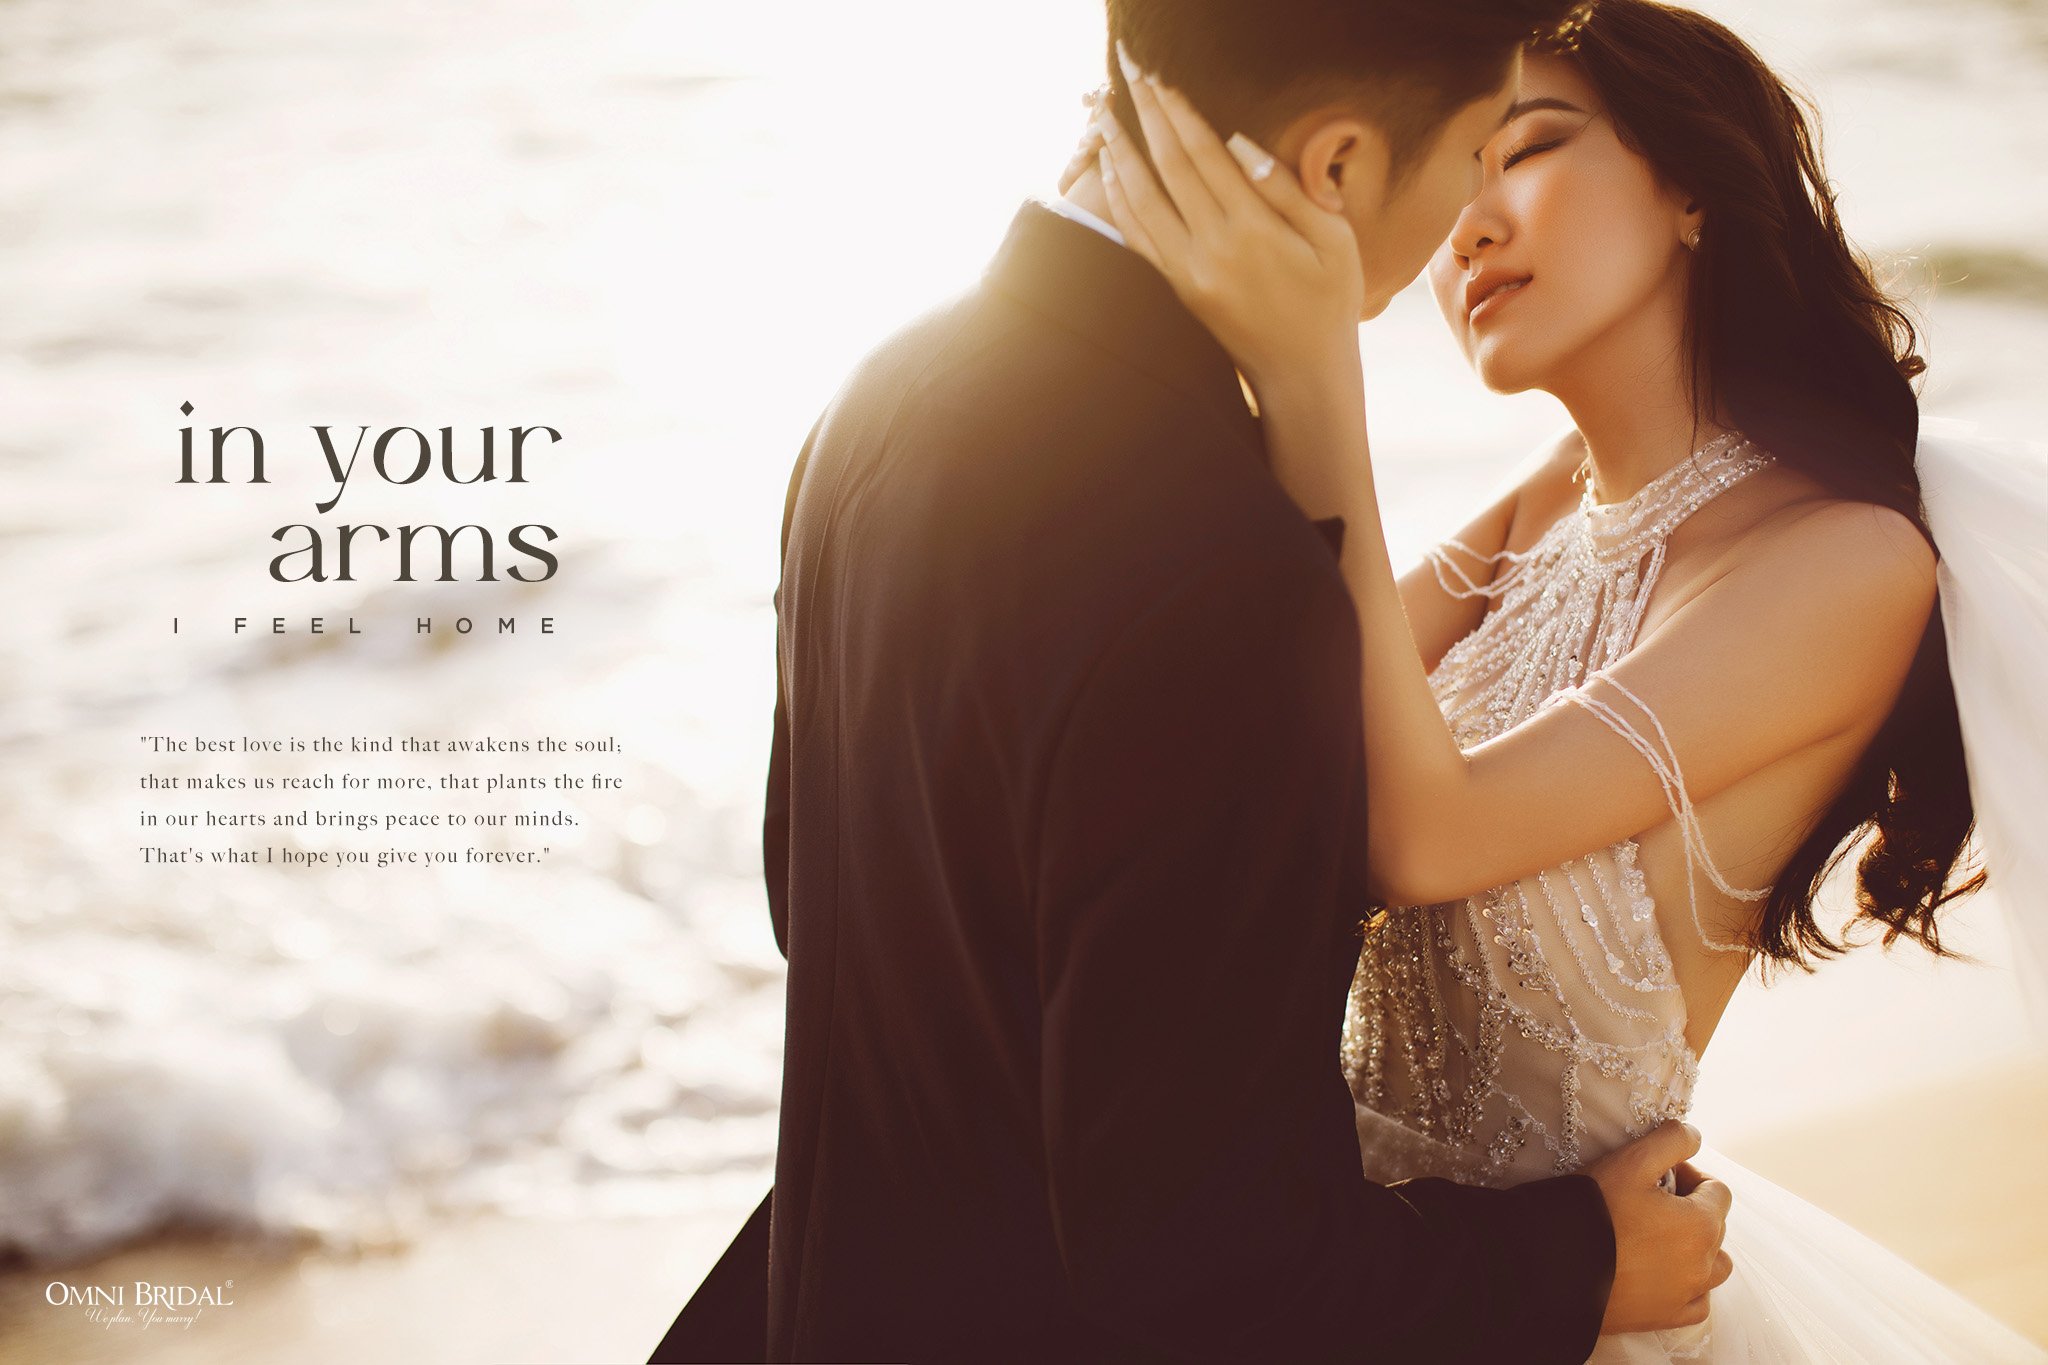 in your
arms
I FEEL HOME
"The best love is the kind that awakens the soul;
that makes us reach for more, that plants the fire
in our hearts and brings peace to our minds.
That's what I hope you give you forever."
OMNI BRIDAL®
We plan, You marry!